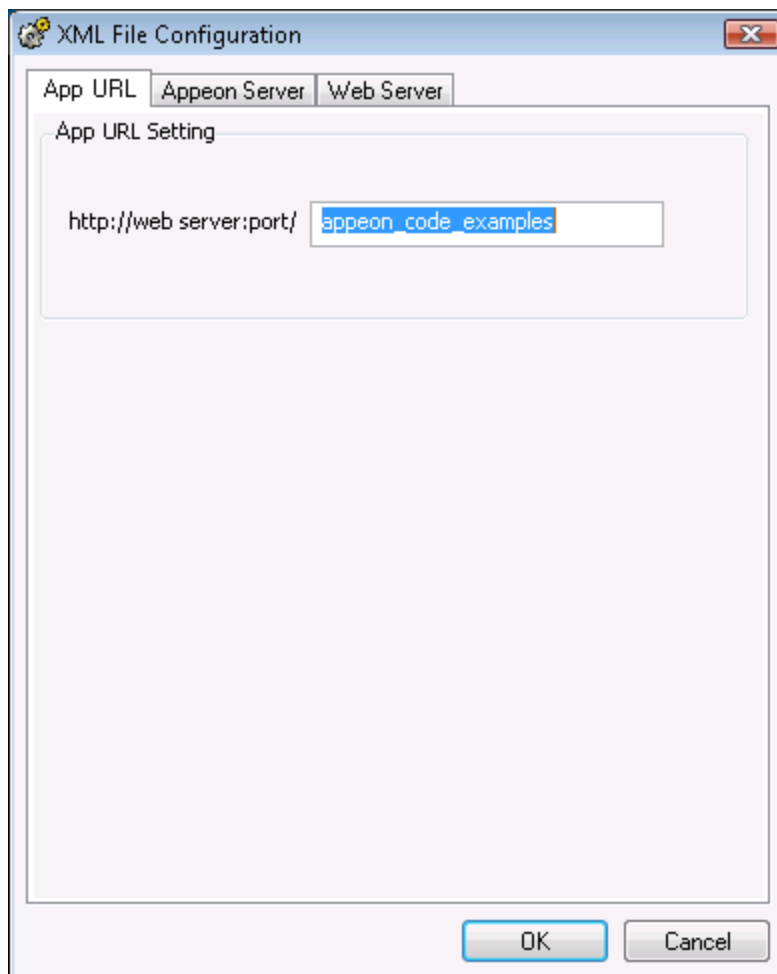 XML File Configuration
App URL Appeon Server Web Server
App URL Setting
http://web server:port/ appeon_code_examples
OK Cancel